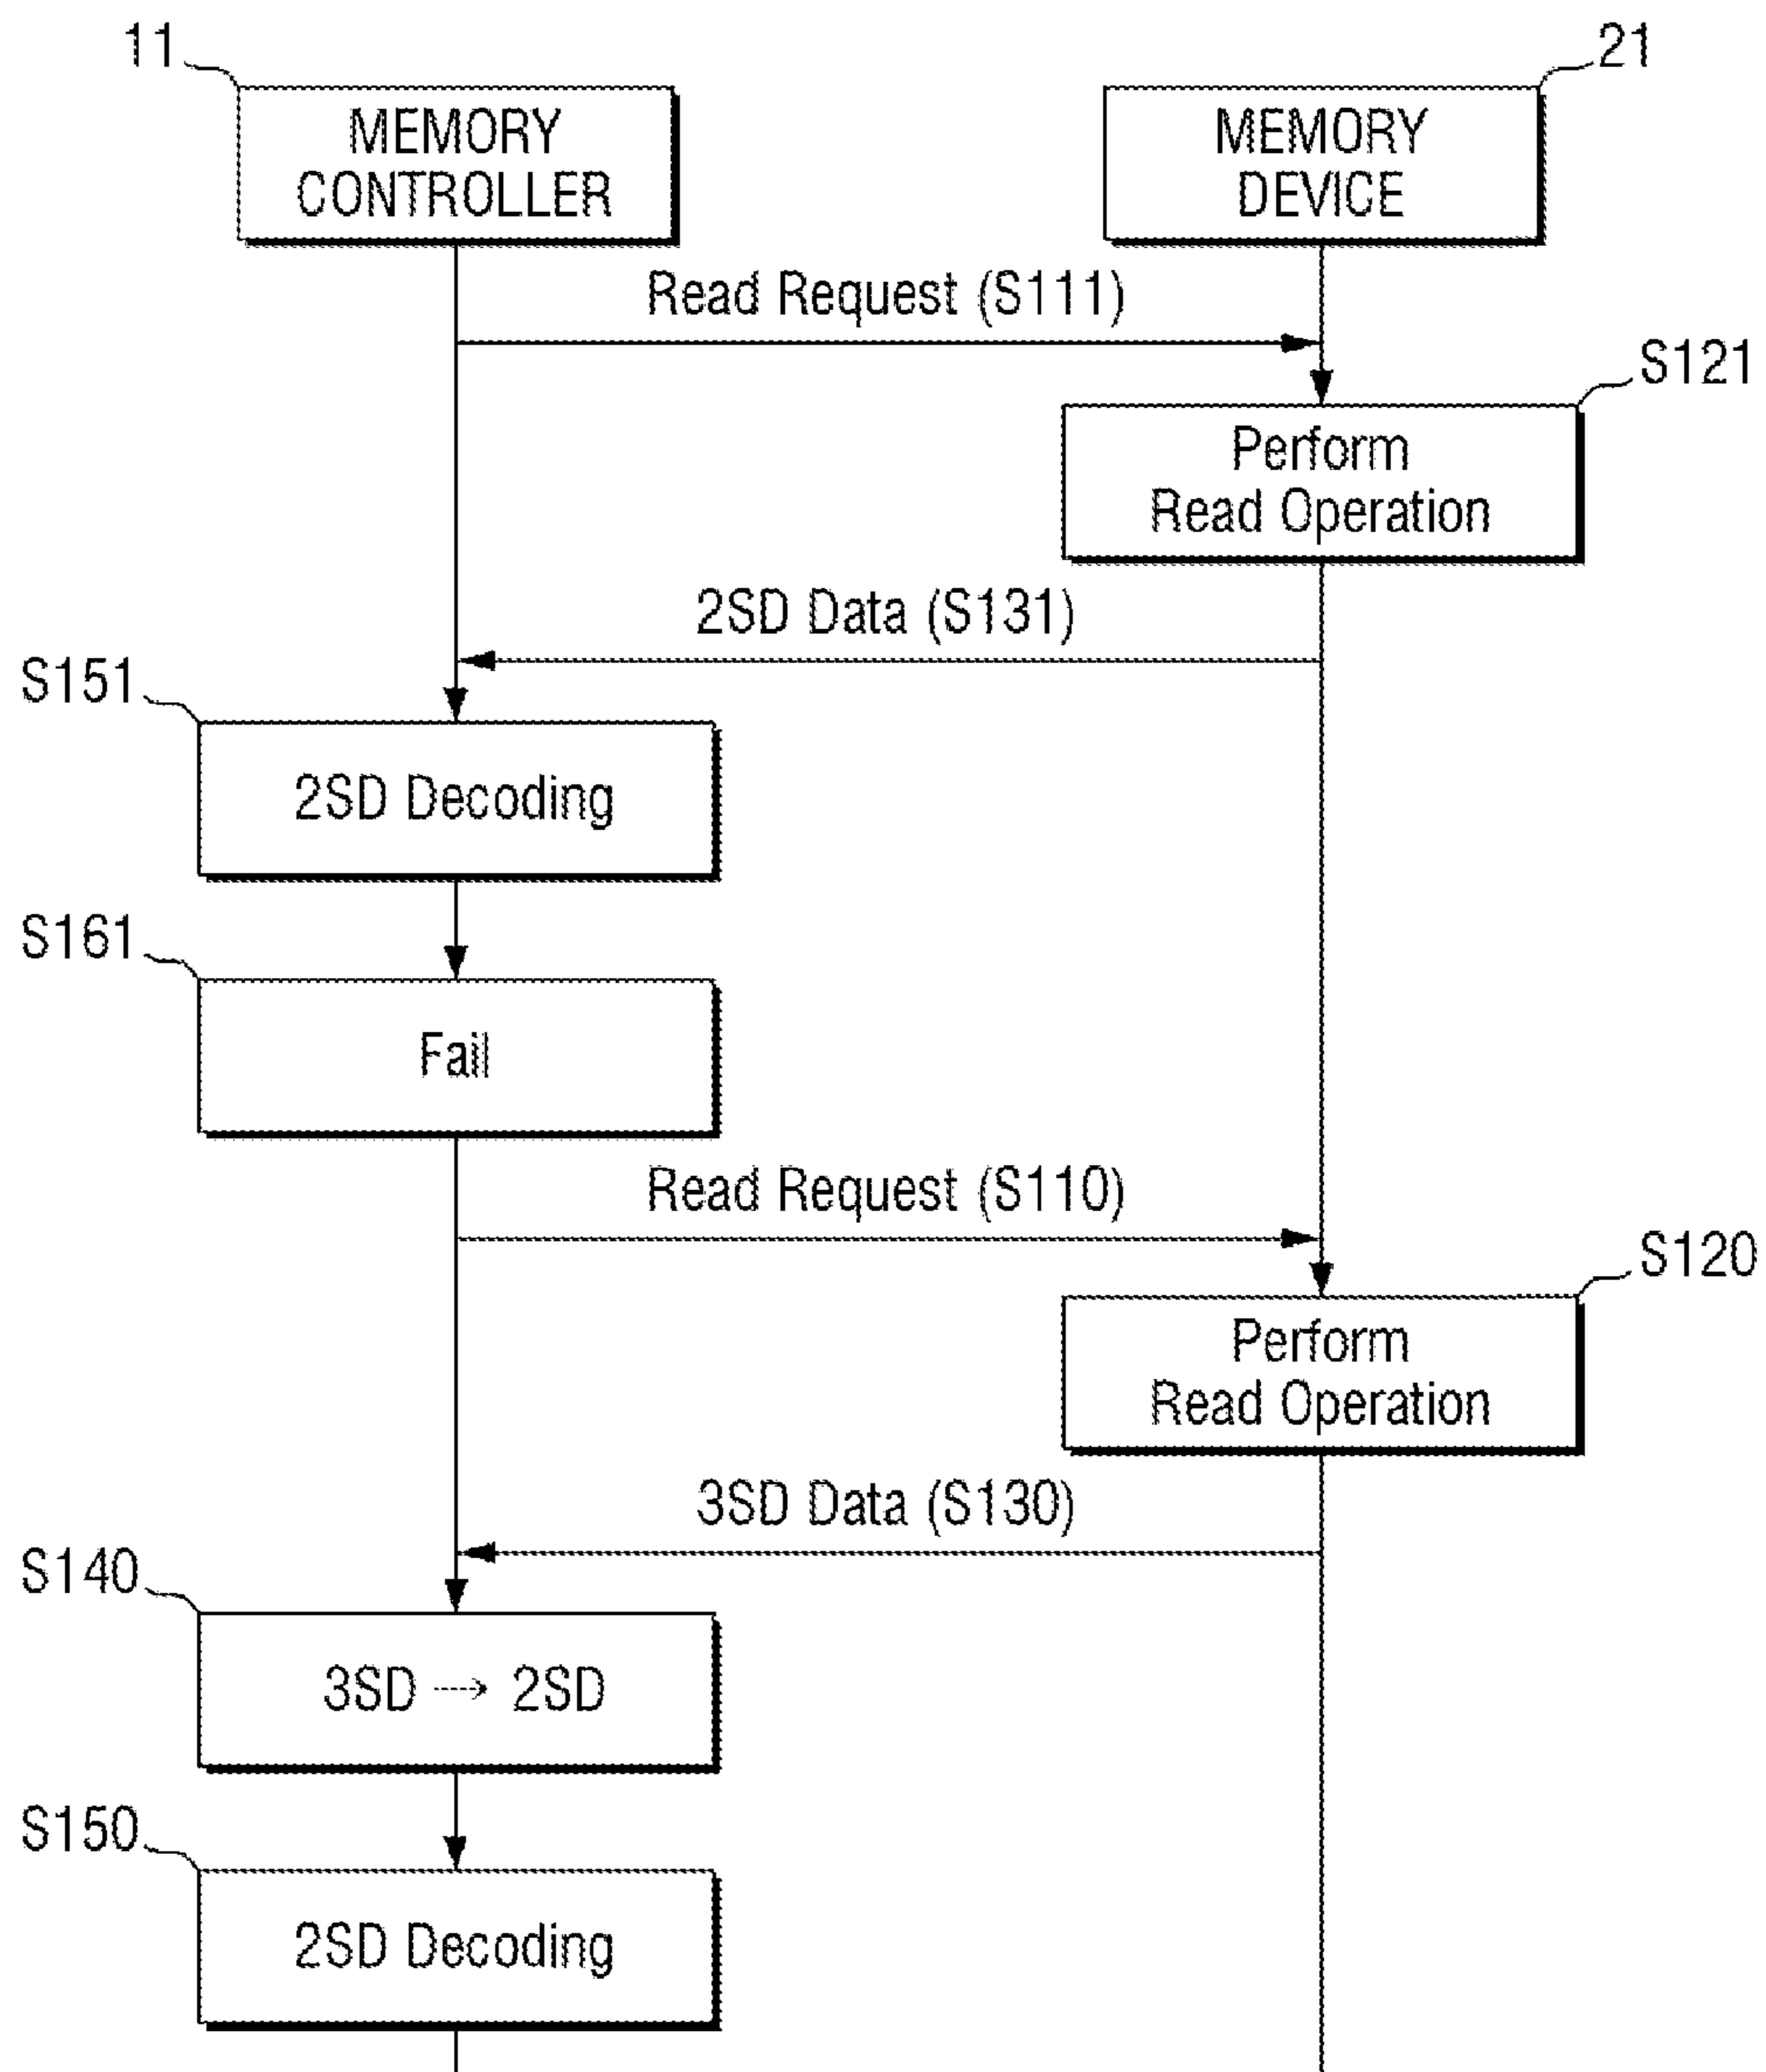 11
21
MEMORY
CONTROLLER
MEMORY
DEVICE
Read Request (S111)
S121
Perform
Read Operation
2SD Data (S131)
S151
2SD Decoding
S161
Fail
Read Request (S110)
S120
Perform
Read Operation
3SD Data (S130)
S140
3SD → 2SD
S150
2SD Decoding